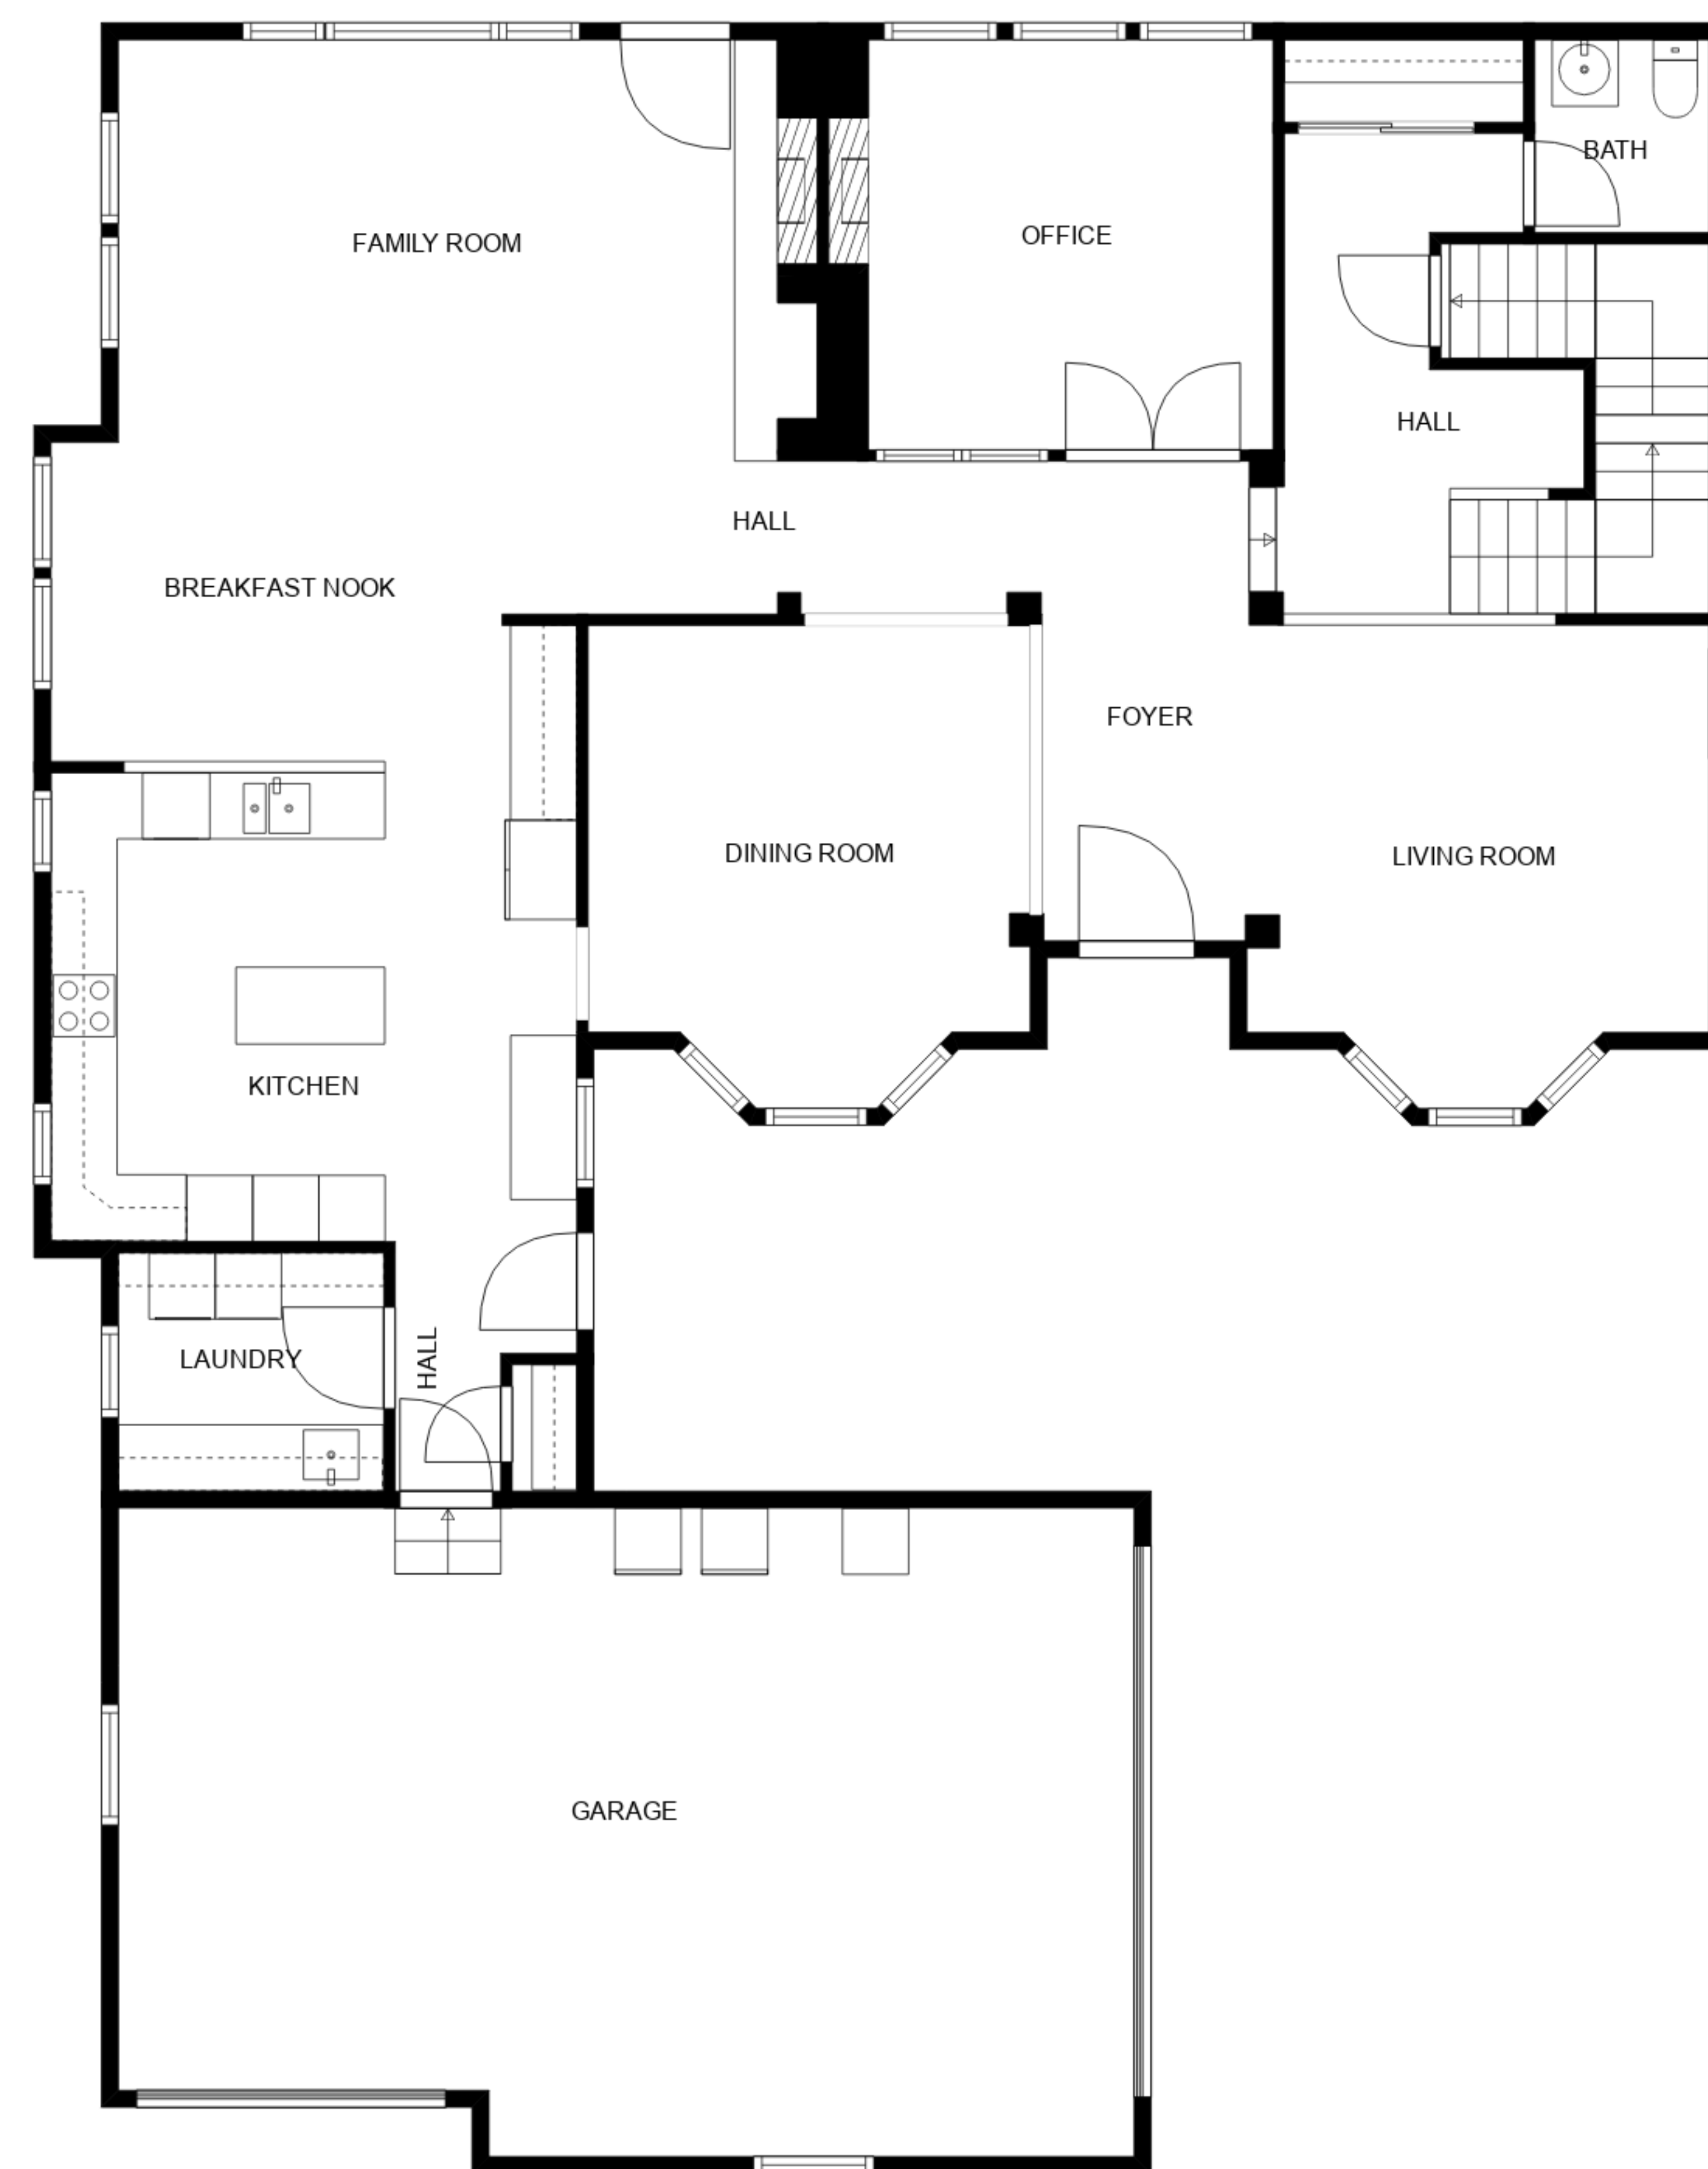 BATH
OFFICE
FAMILY ROOM
HALL
HALL
BREAKFAST NOOK
FOYER
DINING ROOM
LIVING ROOM
KITCHEN
HALL
LAUNDRY
GARAGE